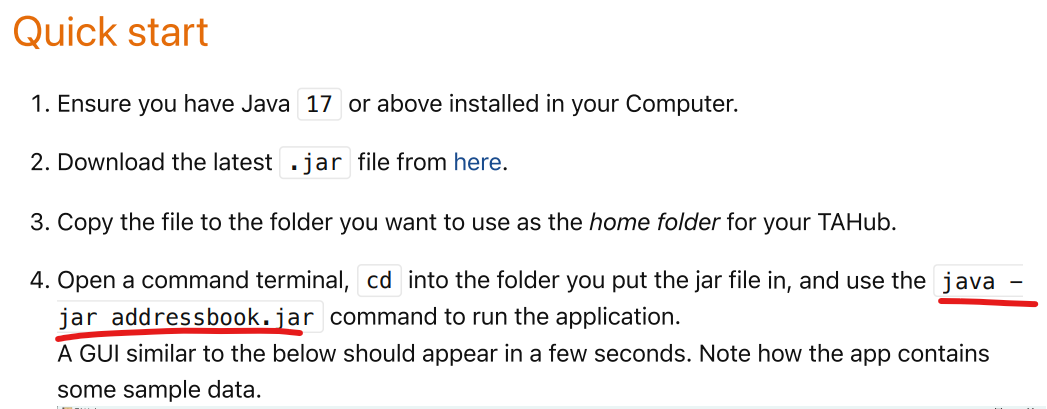 Quick start
1. Ensure you have Java 17 or above installed in your Computer.
2. Download the latest .jar file from here.
3. Copy the file to the folder you want to use as the home folder for your TAHub.
4. Open a command terminal, cd into the folder you put the jar file in, and use the java -
jar addressbook.jar command to run the application.
A GUI similar to the below should appear in a few seconds. Note how the app contains
some sample data.